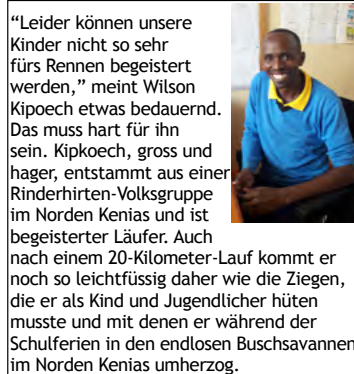 “Leider können unsere
Kinder nicht so sehr
fürs Rennen begeistert
werden,” meint Wilson
Kipoech etwas bedauernd.
Das muss hart für ihn
sein. Kipkoech, gross und
hager, entstammt aus einer
Rinderhirten-Volksgruppe
im Norden Kenias und ist
begeisterter Läufer. Auch
nach einem 20-Kilometer-Lauf kommt er
noch so leichtfüssig daher wie die Ziegen,
die er als Kind und Jugendlicher hüten
musste und mit denen er während der
Schulferien in den endlosen Buschsavannen
im Norden Kenias umherzog.